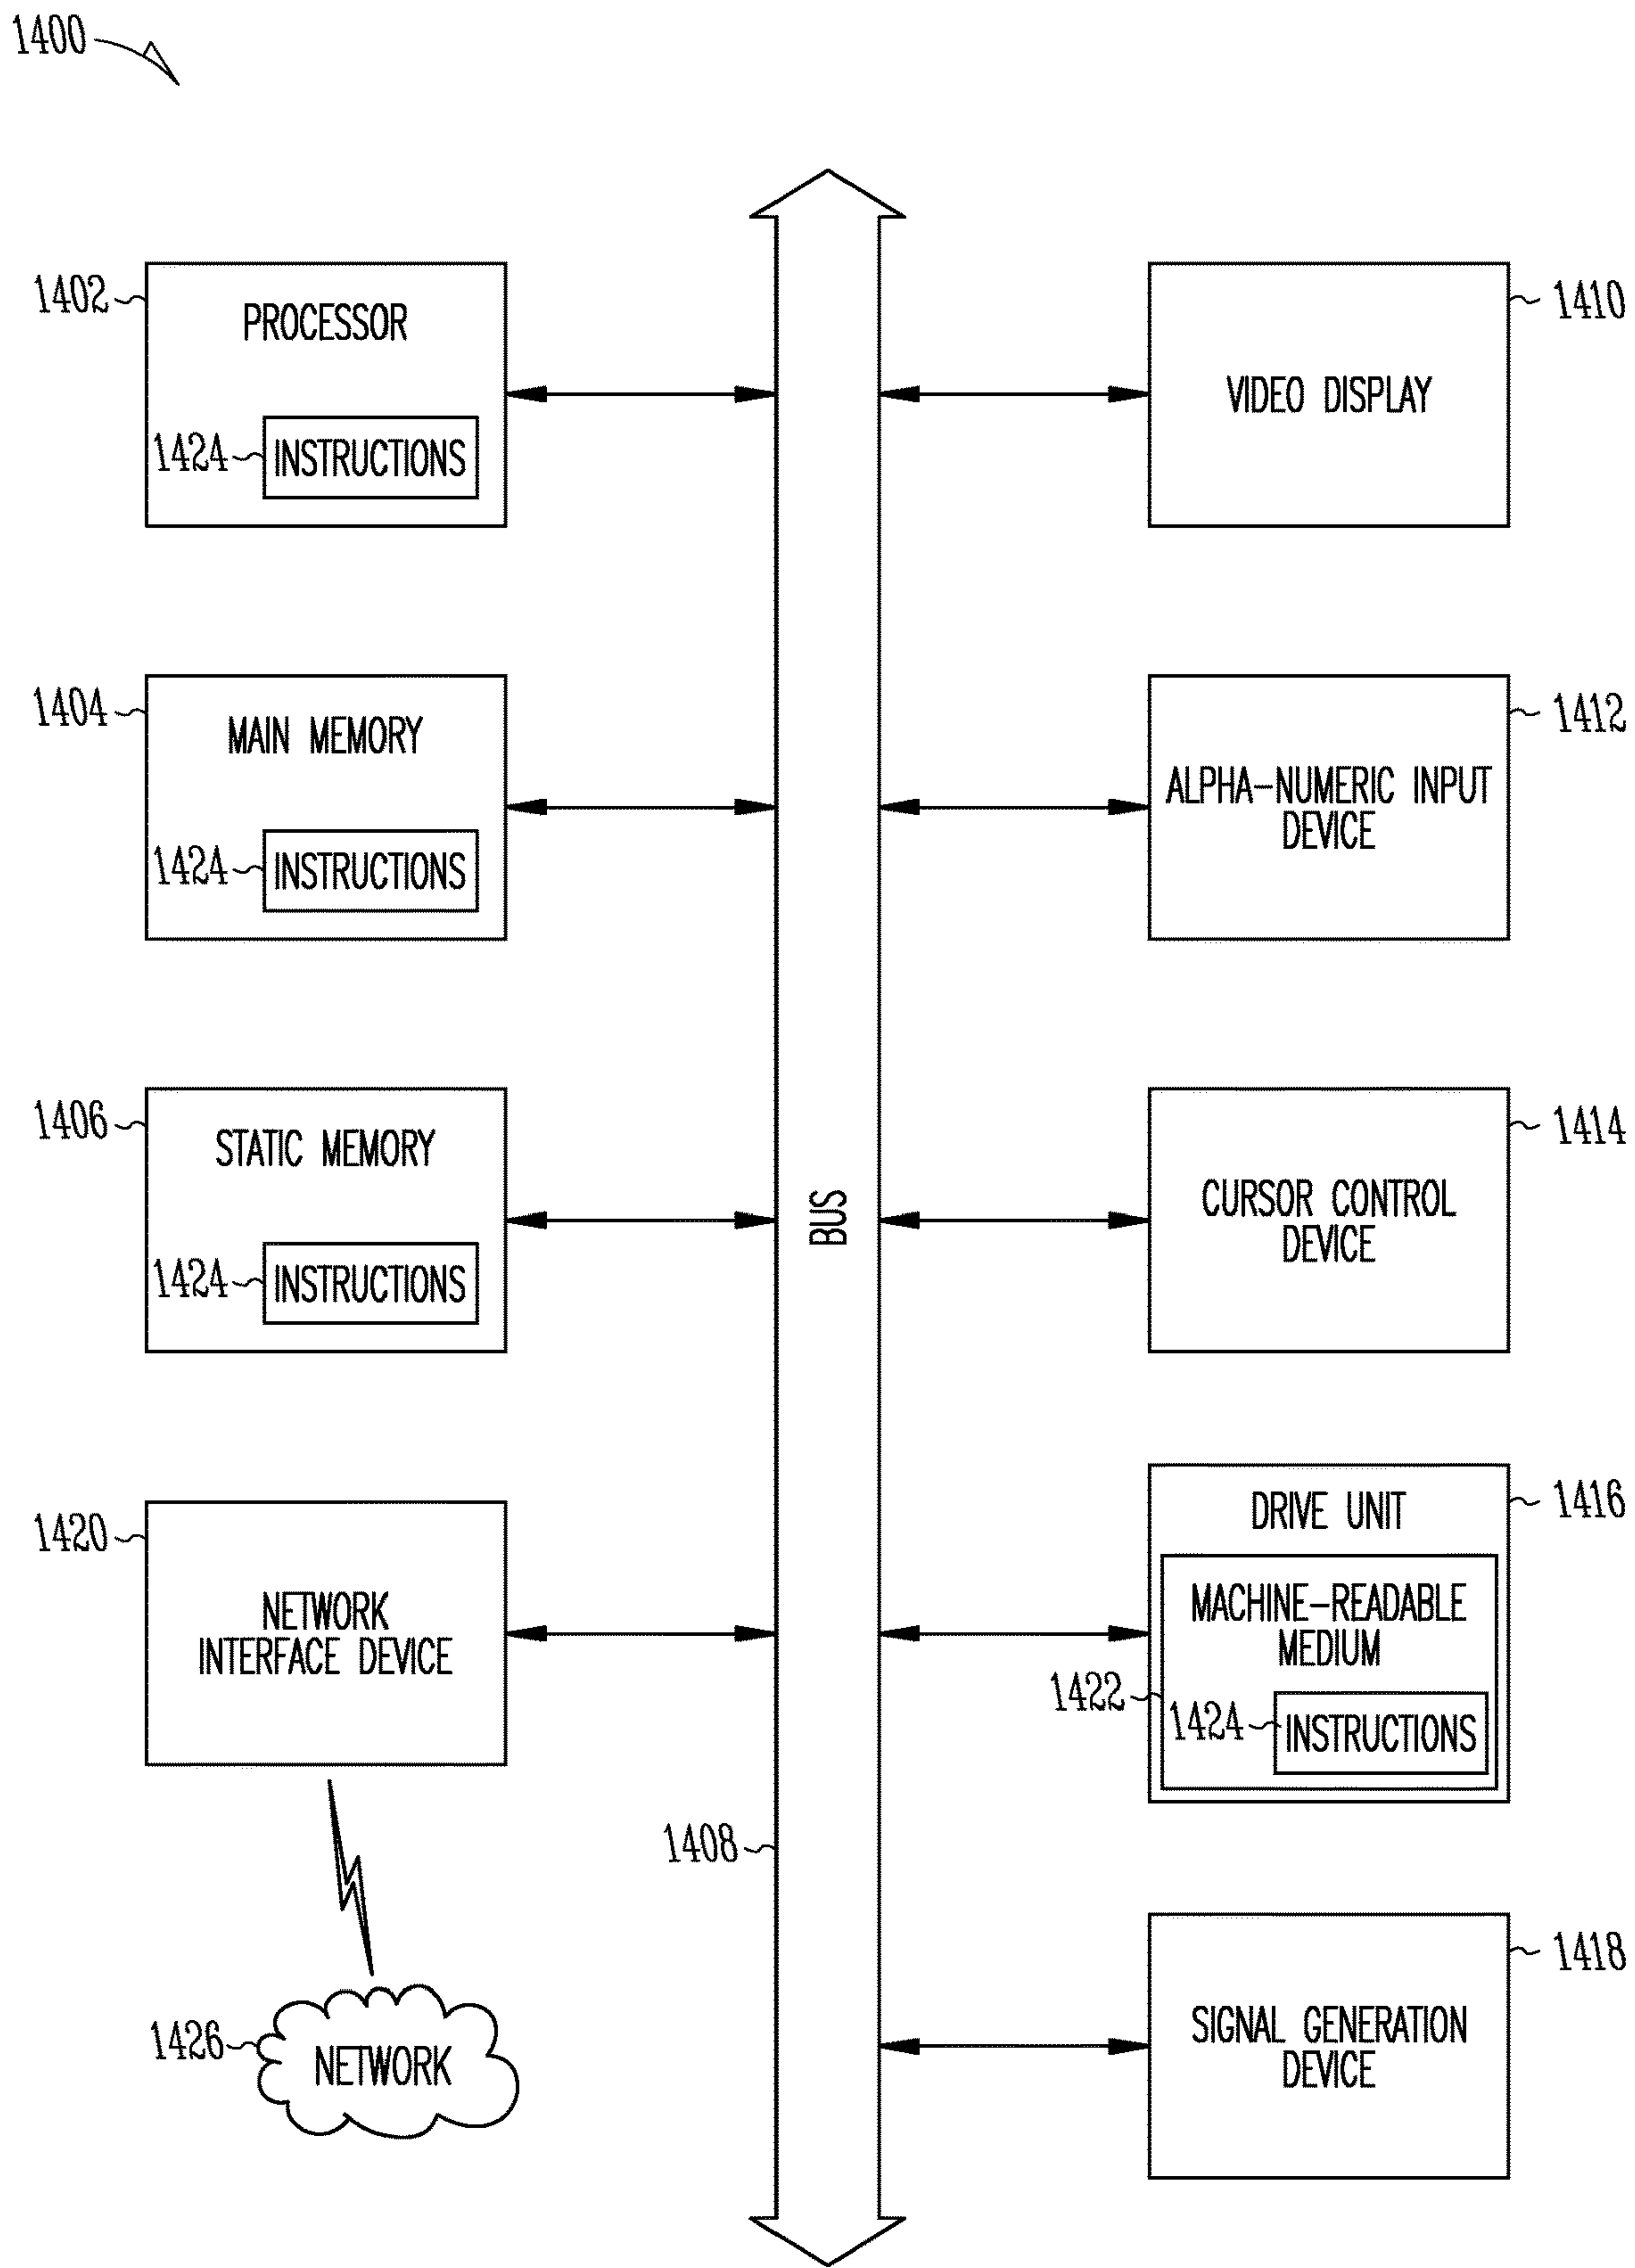 1400
1402
PROCESSOR
1424
INSTRUCTIONS
1404
MAIN MEMORY
1424
INSTRUCTIONS
1406
STATIC MEMORY
1424
INSTRUCTIONS
1420
NETWORK
INTERFACE DEVICE
1426
NETWORK
BUS
1408
1410
VIDEO DISPLAY
1412
ALPHA-NUMERIC INPUT
DEVICE
1414
CURSOR CONTROL
DEVICE
1416
DRIVE UNIT
MACHINE-READABLE
MEDIUM
1422
1424
INSTRUCTIONS
1418
SIGNAL GENERATION
DEVICE